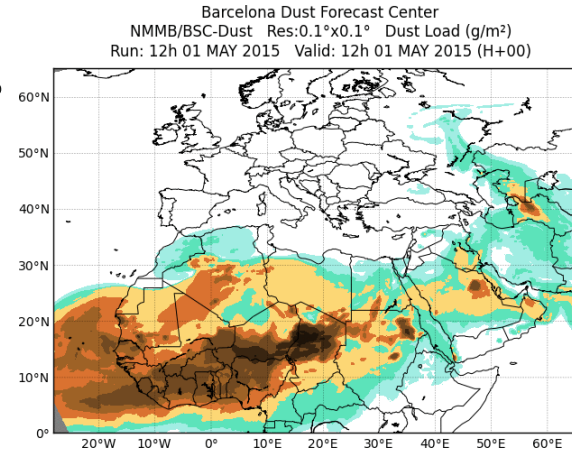 Barcelona Dust Forecast Center
NMMB/BSC-Dust Res:0.1°x0.1° Dust Load (g/m²)
Run: 12h 01 MAY 2015 Valid: 12h 01 MAY 2015 (H+00)
60°N
50°N
40°N
30°N
20°N
10°N
0°
20°W 10°W 0° 10°E 20°E 30°E 40°E 50°E 60°E